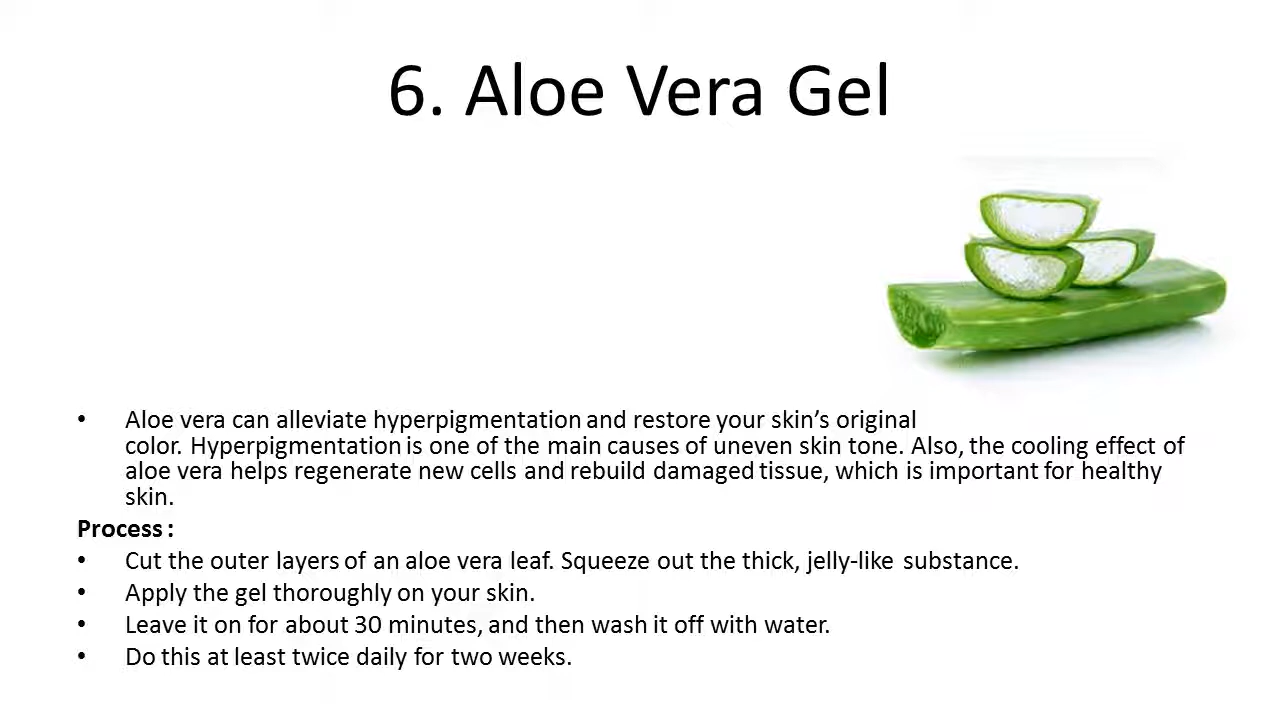 6. Aloe Vera Gel
• Aloe vera can alleviate hyperpigmentation and restore your skin’s original
color. Hyperpigmentation is one of the main causes of uneven skin tone. Also, the cooling effect of
aloe vera helps regenerate new cells and rebuild damaged tissue, which is important for healthy
skin.
Process :
• Cut the outer layers of an aloe vera leaf. Squeeze out the thick, jelly-like substance.
• Apply the gel thoroughly on your skin.
• Leave it on for about 30 minutes, and then wash it off with water.
• Do this at least twice daily for two weeks.